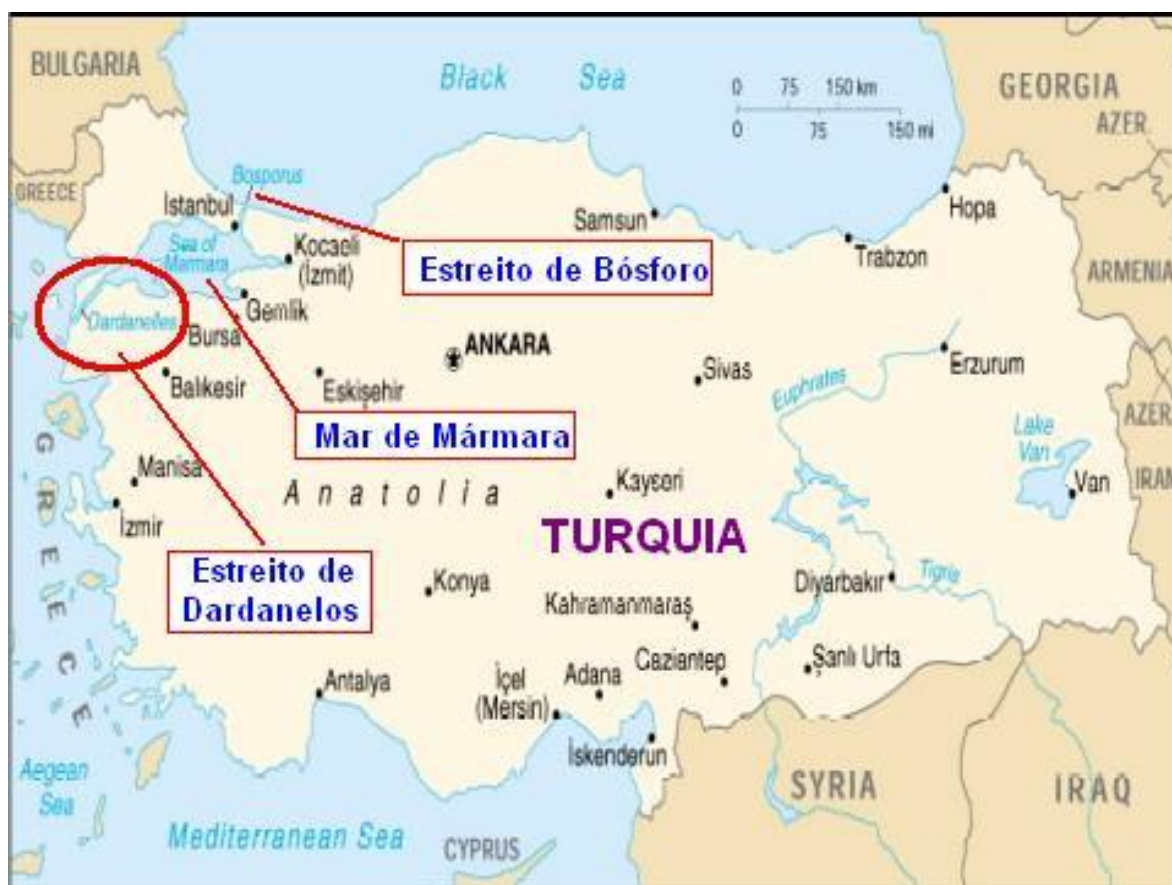 BULGARIA
Black Sea
0 75 150 km
0 75 150 mi
GEORGIA
AZER.
GREECE
Bosporus
İstanbul
Samsun
Hopa
Sea of
Marmara
Kocaeli
(İzmit)
Estreito de Bósforo
Trabzon
ARMENIA
Dardanelles
Gemlik
Bursa
ANKARA
Sivas
Erzurum
Balıkesir
Eskişehir
Euphrates
AZER.
Mar de Mármara
Lake
Van
Van
IRAN
GREECE
Manisa
Anatolia
Kayseri
İzmir
TURQUIA
Estreito de
Dardanelos
Konya
Diyarbakır
Tigris
Kahramanmaraş
Gaziantep
Şanlı Urfa
Antalya
İçel
(Mersin)
Adana
İskenderun
Aegean
Sea
SYRIA
IRAQ
Mediterranean Sea
CYPRUS